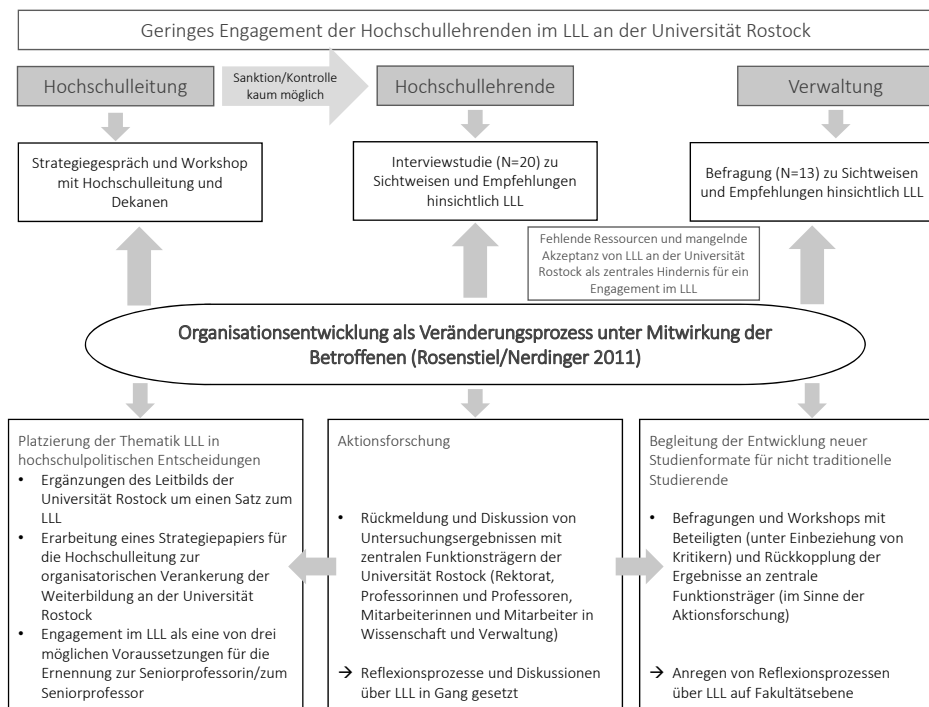 Geringes Engagement der Hochschullehrenden im LLL an der Universität Rostock
Hochschulleitung
Sanktion/Kontrolle
kaum möglich
Hochschullehrende
Verwaltung
Strategiegespräch und Workshop
mit Hochschulleitung und
Dekanen
Interviewstudie (N=20) zu
Sichtweisen und Empfehlungen
hinsichtlich LLL
Befragung (N=13) zu Sichtweisen
und Empfehlungen hinsichtlich LLL
Fehlende Ressourcen und mangelnde
Akzeptanz von LLL an der Universität
Rostock als zentrales Hindernis für ein
Engagement im LLL
Organisationsentwicklung als Veränderungsprozess unter Mitwirkung der
Betroffenen (Rosenstiel/Nerdinger 2011)
Platzierung der Thematik LLL in
hochschulpolitischen Entscheidungen
• Ergänzungen des Leitbilds der
Universität Rostock um einen Satz zum
LLL
• Erarbeitung eines Strategiepapiers für
die Hochschulleitung zur
organisatorischen Verankerung der
Weiterbildung an der Universität
Rostock
• Engagement im LLL als eine von drei
möglichen Voraussetzungen für die
Ernennung zur Seniorprofessorin/zum
Seniorprofessor
Aktionsforschung
• Rückmeldung und Diskussion von
Untersuchungsergebnissen mit
zentralen Funktionsträgern der
Universität Rostock (Rektorat,
Professorinnen und Professoren,
Mitarbeiterinnen und Mitarbeiter in
Wissenschaft und Verwaltung)
→ Reflexionsprozesse und Diskussionen
über LLL in Gang gesetzt
Begleitung der Entwicklung neuer
Studienformate für nicht traditionelle
Studierende
• Befragungen und Workshops mit
Beteiligten (unter Einbeziehung von
Kritikern) und Rückkopplung der
Ergebnisse an zentrale
Funktionsträger (im Sinne der
Aktionsforschung)
→ Anregen von Reflexionsprozessen
über LLL auf Fakultätsebene